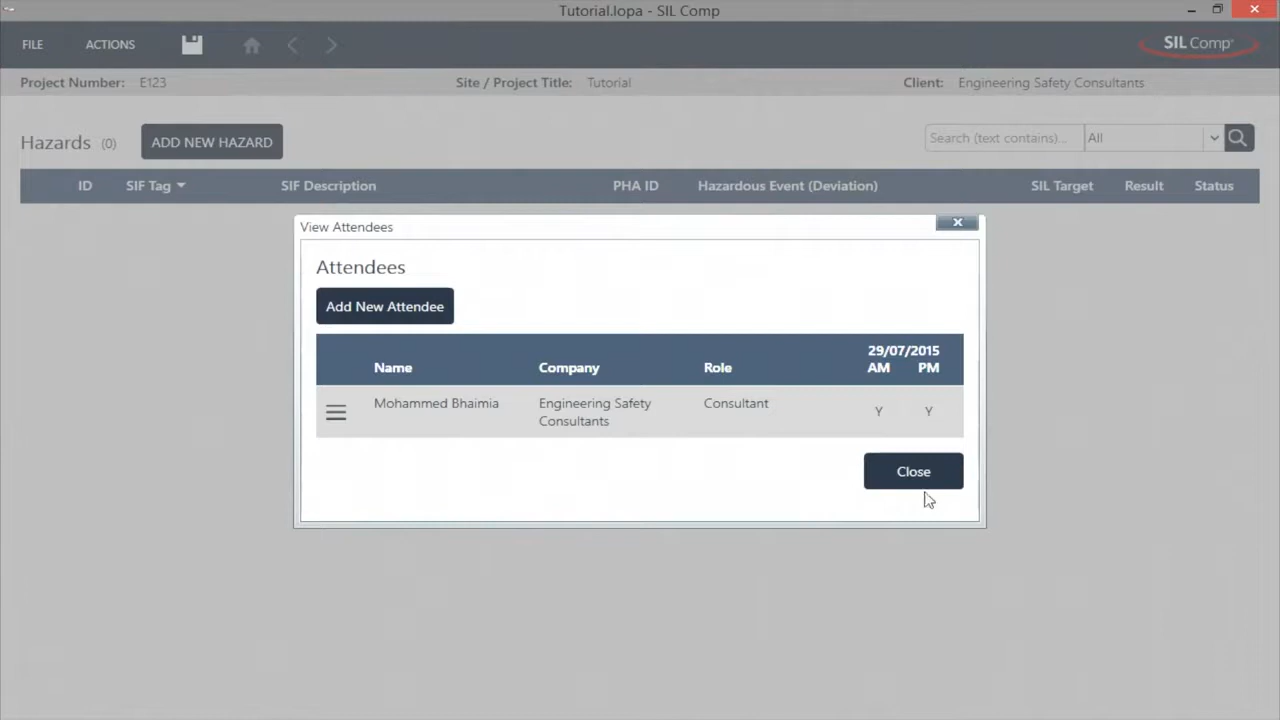 Tutorial.lopa - SIL Comp
FILE ACTIONS SIL Comp
Project Number: E123 Site / Project Title: Tutorial Client: Engineering Safety Consultants
Hazards (0) ADD NEW HAZARD Search (text contains)... All
ID SIF Tag SIF Description PHA ID Hazardous Event (Deviation) SIL Target Result Status
View Attendees
Attendees
Add New Attendee
29/07/2015
Name Company Role AM PM
Mohammed Bhaimia Engineering Safety Consultant Y Y
Consultants
Close